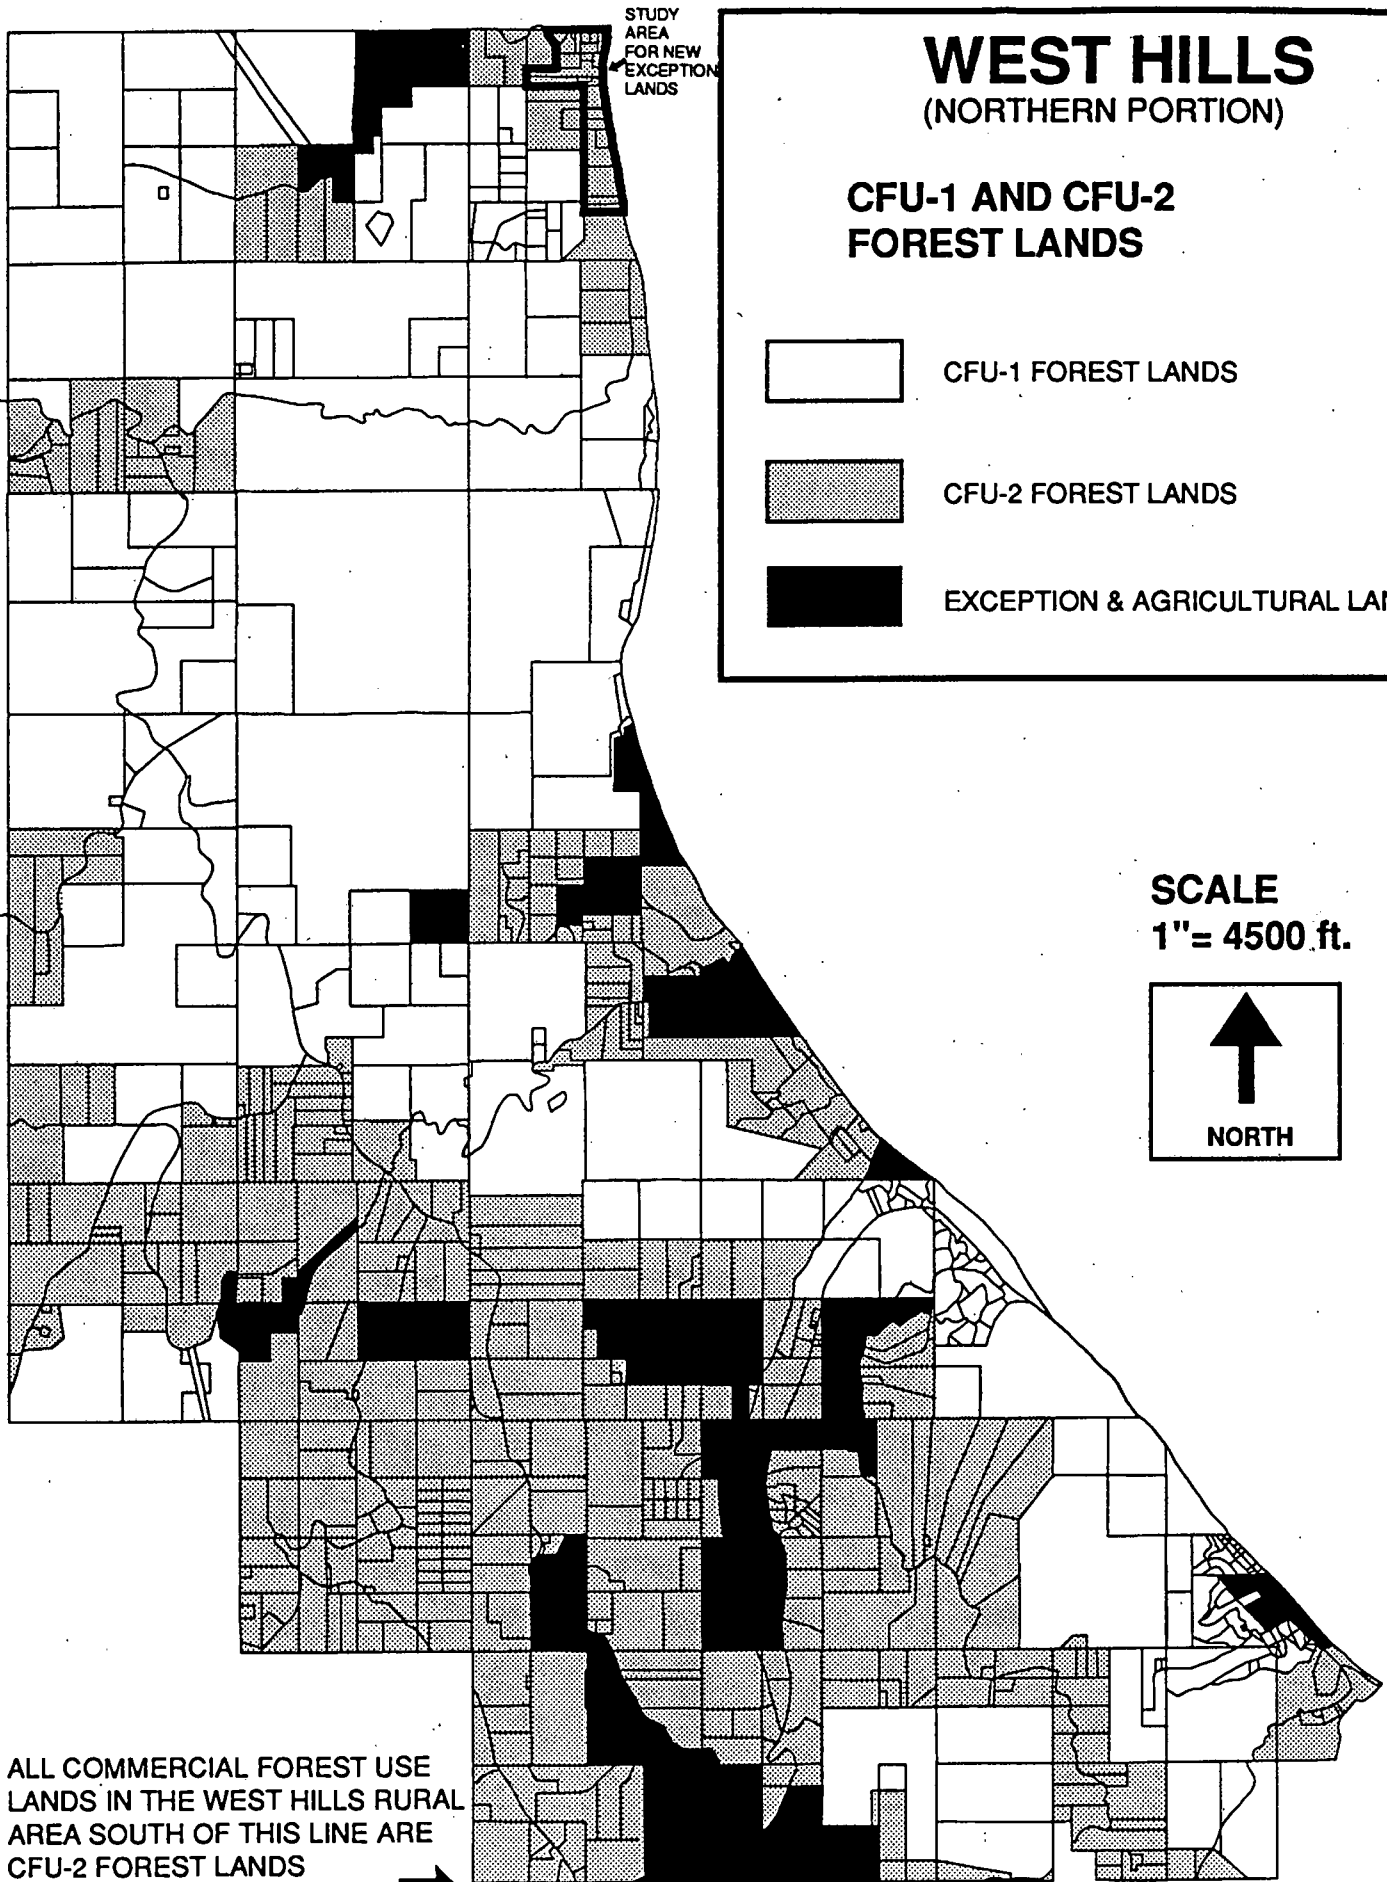 STUDY
AREA
FOR NEW
EXCEPTION
LANDS
WEST HILLS
(NORTHERN PORTION)
CFU-1 AND CFU-2
FOREST LANDS
CFU-1 FOREST LANDS
CFU-2 FOREST LANDS
EXCEPTION & AGRICULTURAL LAN
SCALE
1"= 4500 ft.
NORTH
ALL COMMERCIAL FOREST USE
LANDS IN THE WEST HILLS RURAL
AREA SOUTH OF THIS LINE ARE
CFU-2 FOREST LANDS